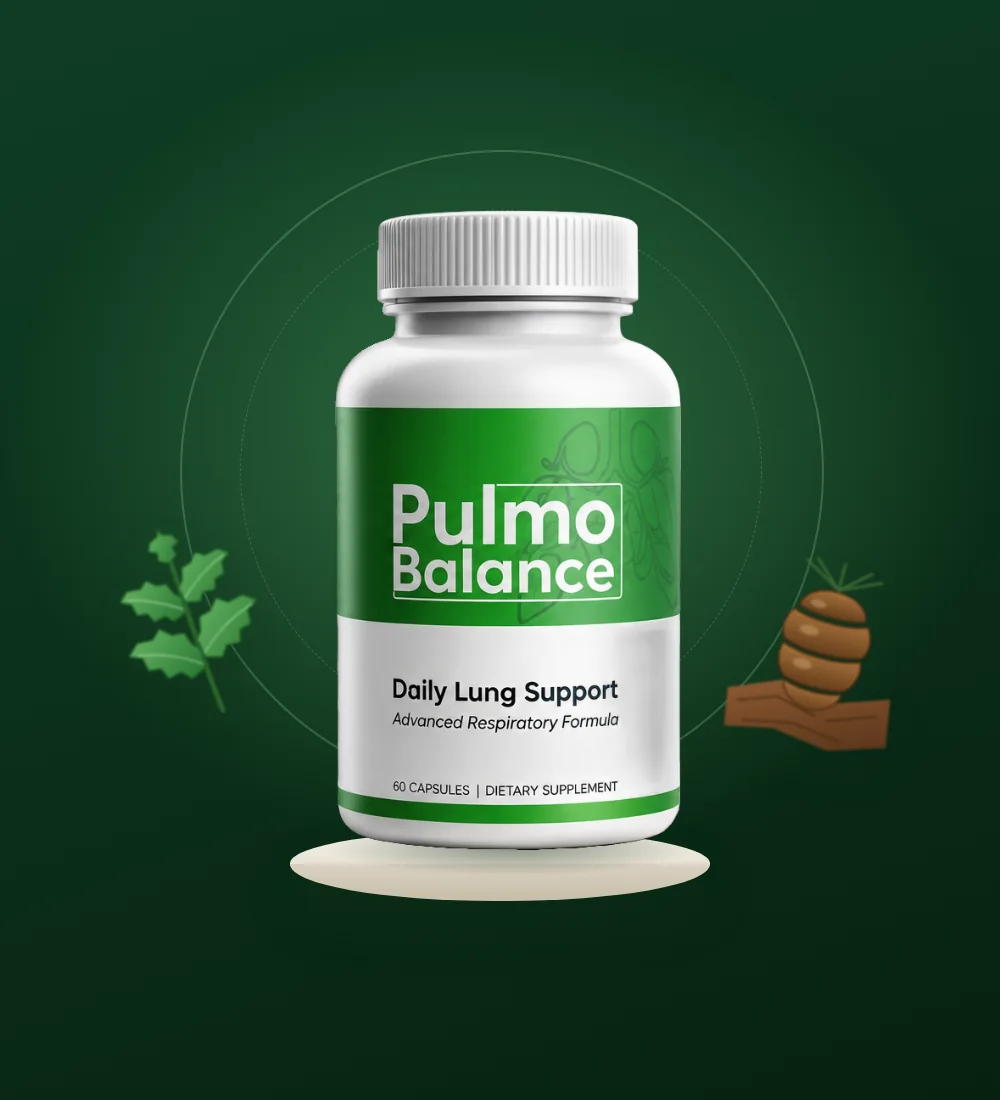 Pulmo
Balance
Daily Lung Support
Advanced Respiratory Formula
60 CAPSULES | DIETARY SUPPLEMENT